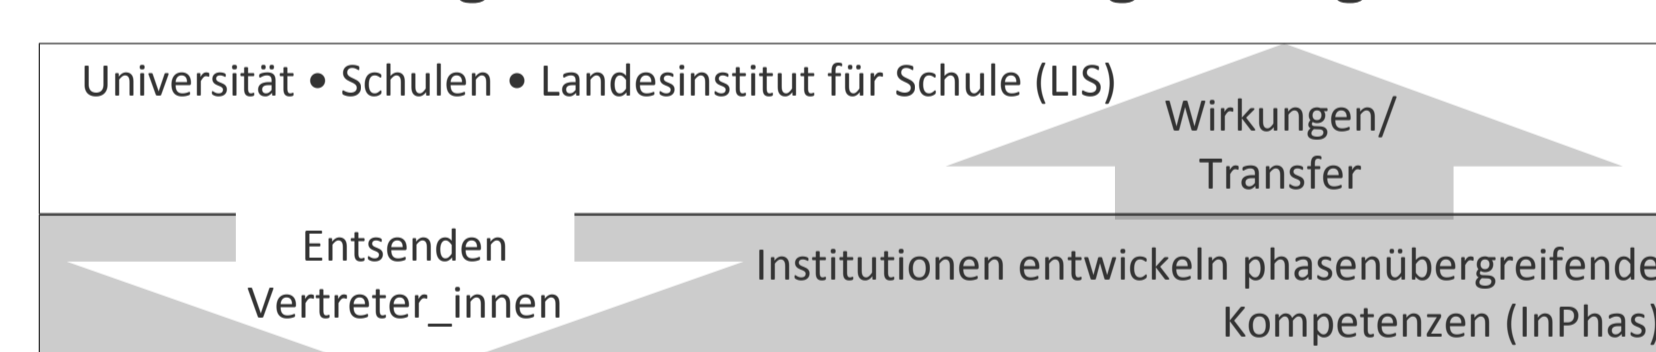 Universität • Schulen • Landesinstitut für Schule (LIS)
Wirkungen/
Transfer
Entsenden
Vertreter_innen
Institutionen entwickeln phasenübergreifende
Kompetenzen (InPhas)